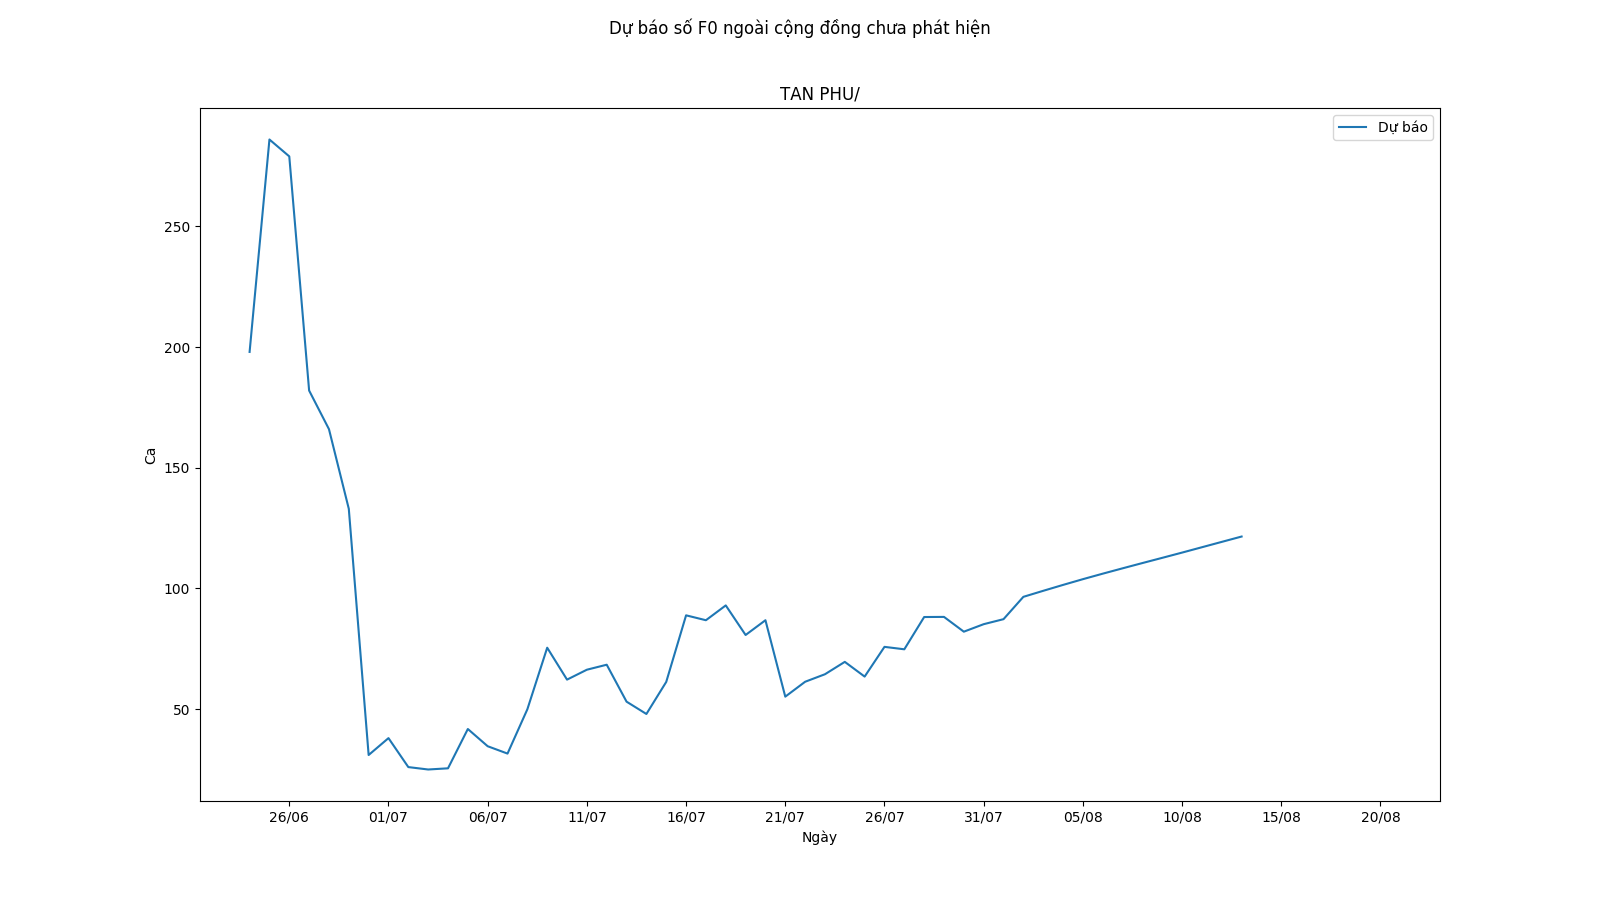 Dự báo số F0 ngoài cộng đồng chưa phát hiện
TAN PHU/
Dự báo
250
200
150
100
50
Ca
26/06 01/07 06/07 11/07 16/07 21/07 26/07 31/07 05/08 10/08 15/08 20/08
Ngày